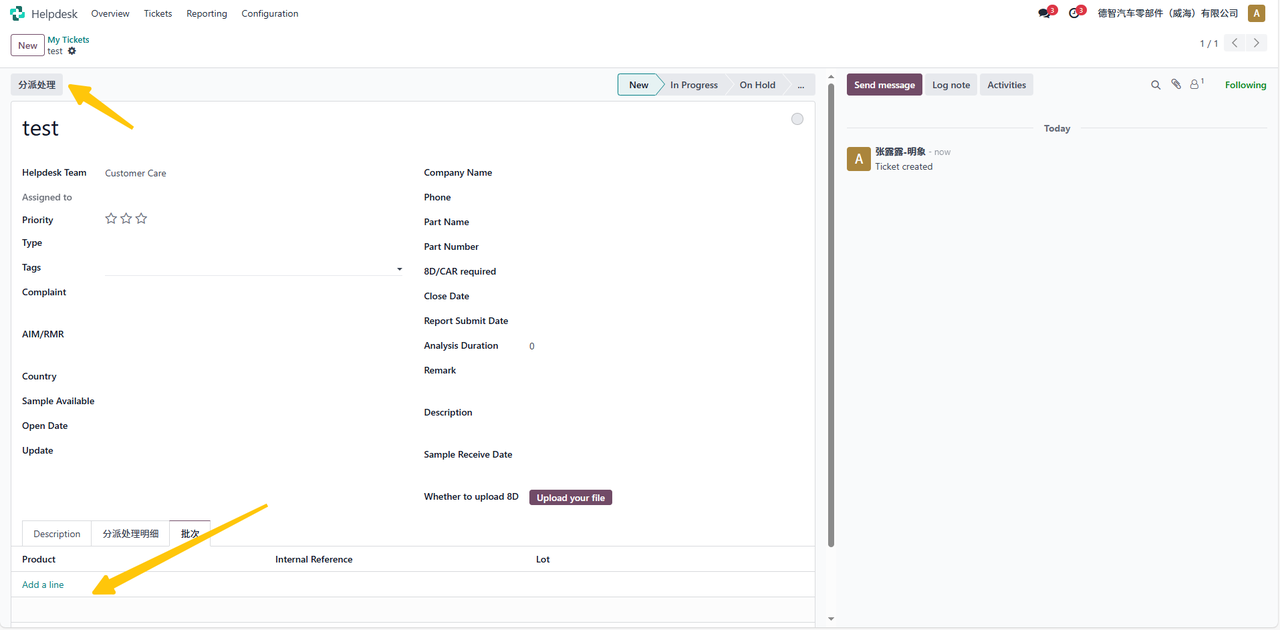 Helpdesk Overview Tickets Reporting Configuration 3 3 德智汽车零部件（威海）有限公司 A
New My Tickets
test 1 / 1
分派处理 New In Progress On Hold ... Send message Log note Activities 1 Following
test
Today
A 张露露-明象 - now
Ticket created
Helpdesk Team Customer Care
Assigned to
Priority
Type
Tags
Complaint
AIM/RMR
Country
Sample Available
Open Date
Update
Company Name
Phone
Part Name
Part Number
8D/CAR required
Close Date
Report Submit Date
Analysis Duration 0
Remark
Description
Sample Receive Date
Whether to upload 8D Upload your file
Description 分派处理明细 批次
Product Internal Reference Lot
Add a line